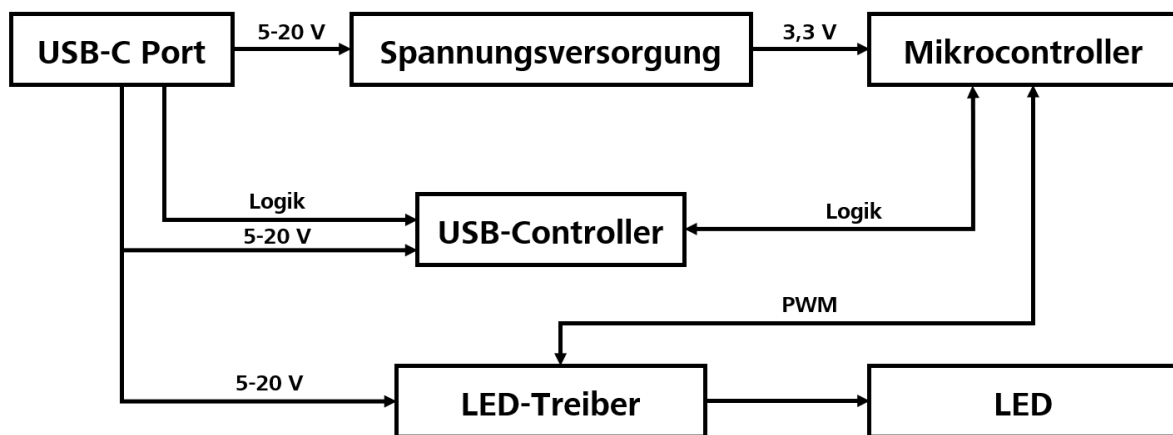 USB-C Port
5-20 V
Spannungsversorgung
3,3 V
Mikrocontroller
Logik
5-20 V
USB-Controller
Logik
PWM
5-20 V
LED-Treiber
LED